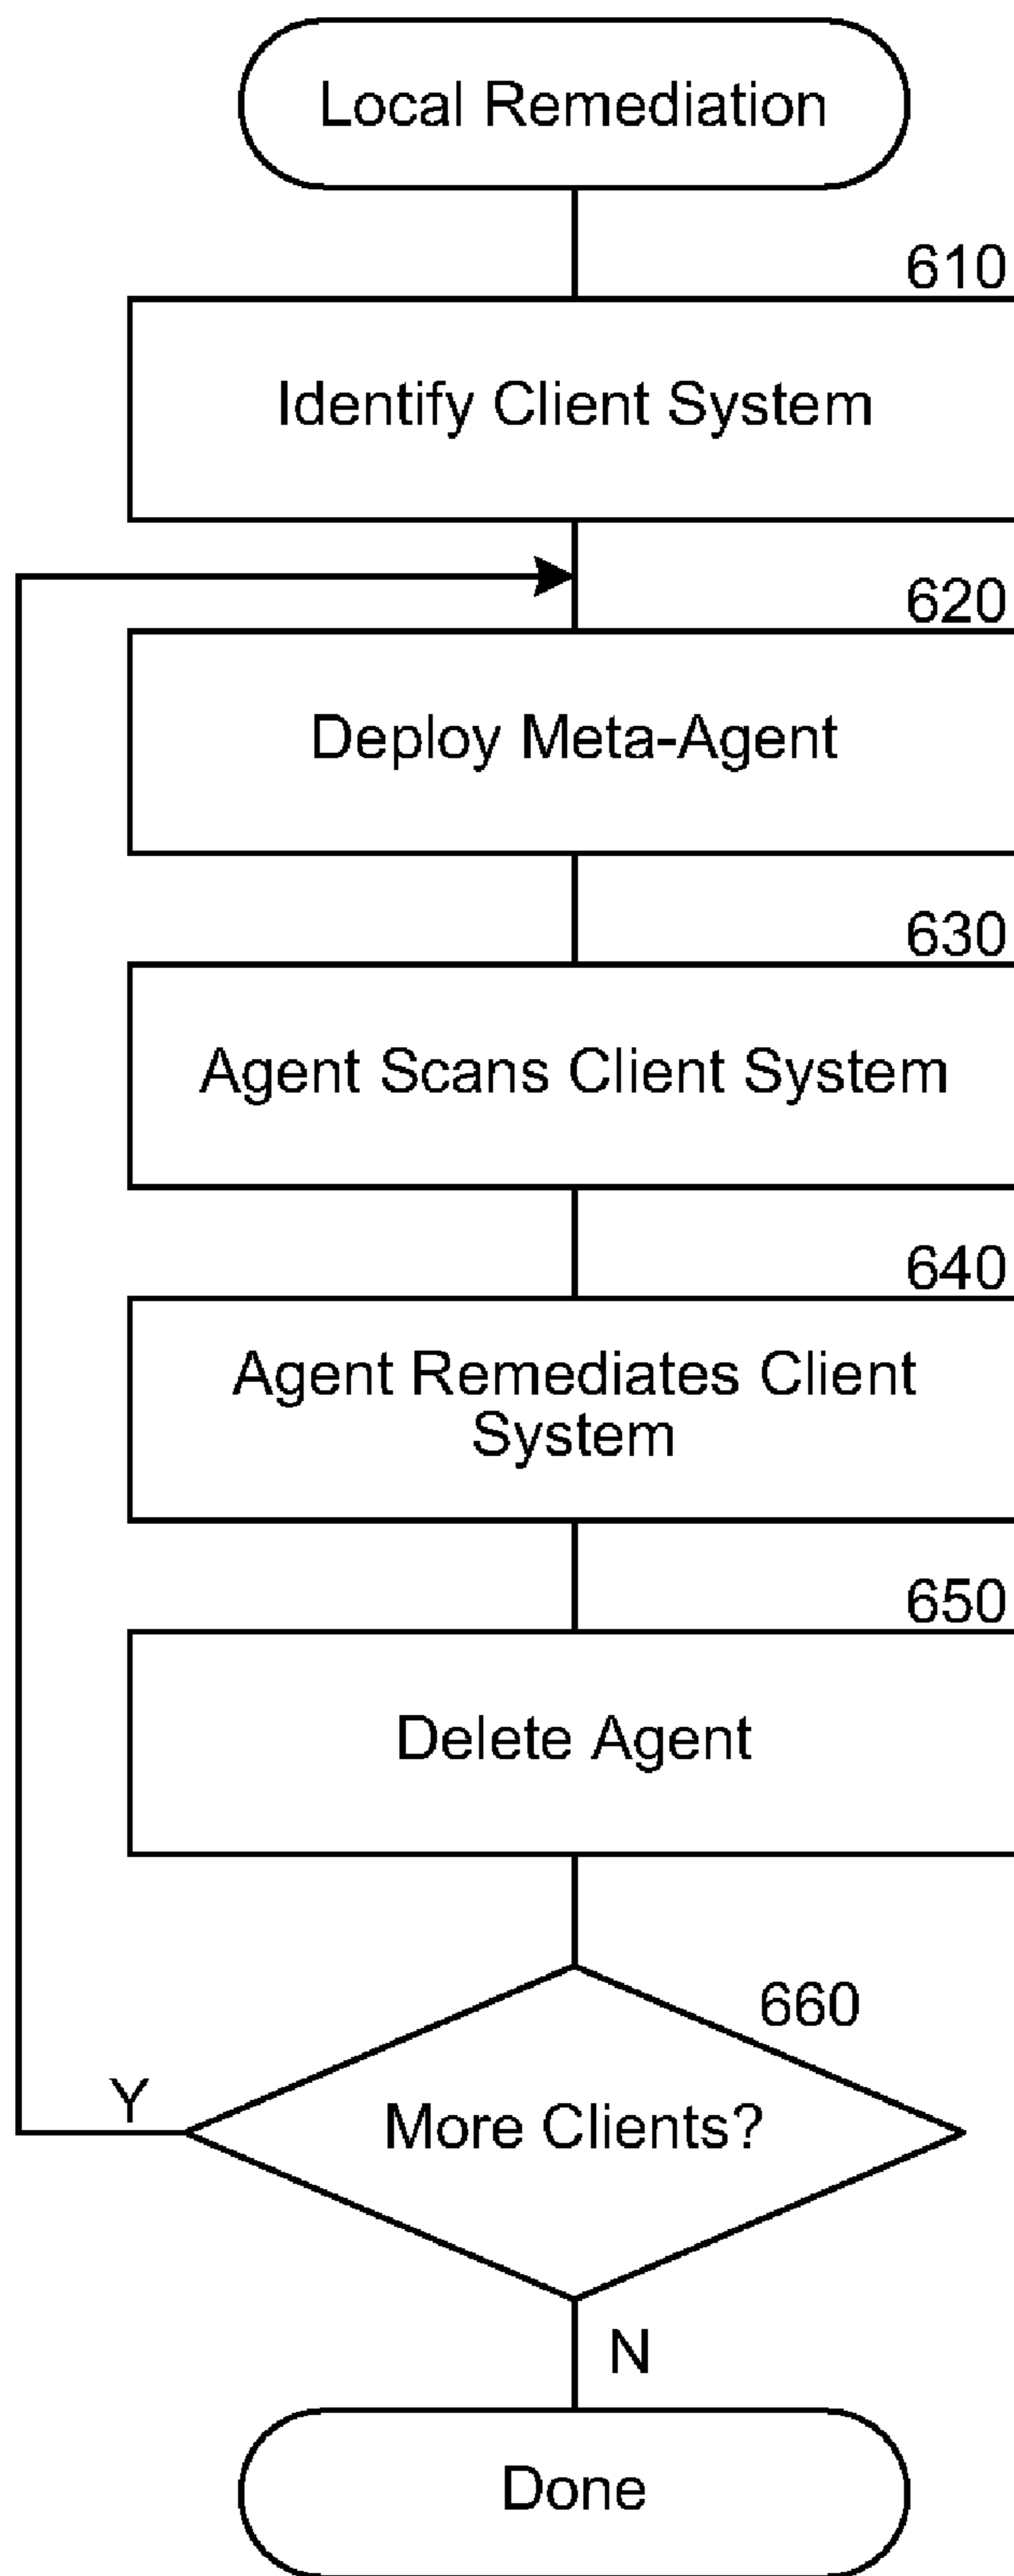 Local Remediation
610
Identify Client System
620
Deploy Meta-Agent
630
Agent Scans Client System
640
Agent Remediates Client
System
650
Delete Agent
660
More Clients?
Y
N
Done